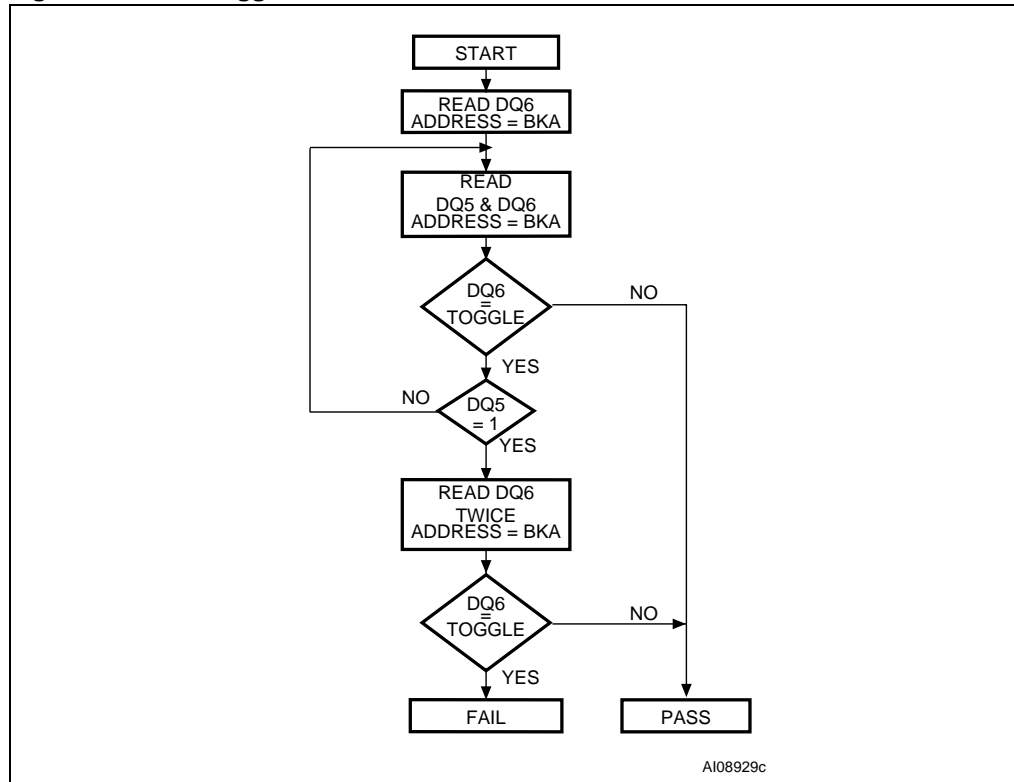 START
READ DQ6
ADDRESS = BKA
READ
DQ5 & DQ6
ADDRESS = BKA
DQ6
=
TOGGLE
NO
YES
NO
DQ5
= 1
YES
READ DQ6
TWICE
ADDRESS = BKA
DQ6
=
TOGGLE
NO
YES
FAIL
PASS
AI08929c